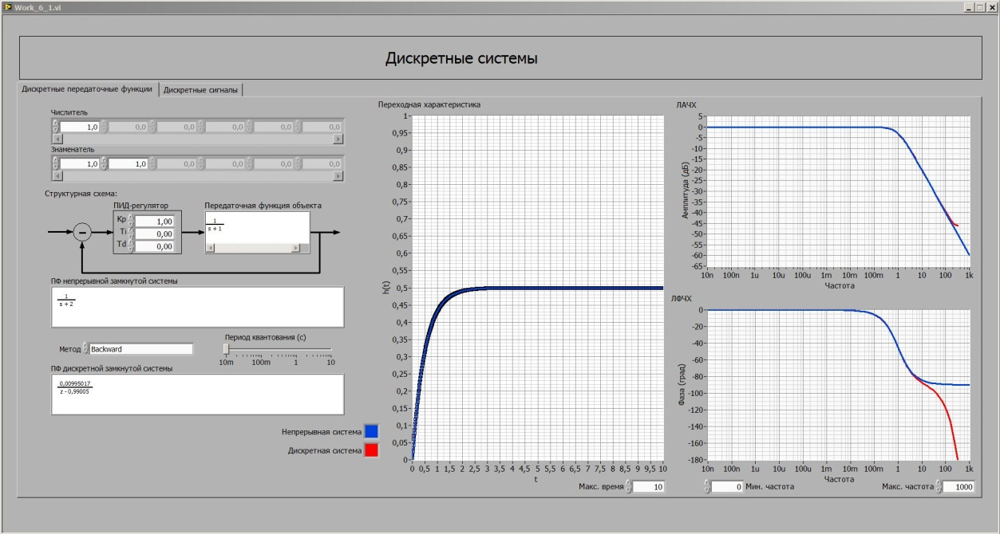 Work_6_1.vi
Дискретные системы
Дискретные передаточные функции
Дискретные сигналы
Числитель
1,0 0,0 0,0 0,0 0,0 0,0
Знаменатель
1,0 1,0 0,0 0,0 0,0 0,0
Структурная схема:
ПИД-регулятор
Kp 1,00
Ti 0,00
Td 0,00
Передаточная функция объекта
1
s + 1
ПФ непрерывной замкнутой системы
1
s + 2
Метод Backward
Период квантования (с)
10m 100m 1 10
ПФ дискретной замкнутой системы
0,00995017
z - 0,99005
Непрерывная система
Дискретная система
Переходная характеристика
h(t)
1
0,95
0,9
0,85
0,8
0,75
0,7
0,65
0,6
0,55
0,5
0,45
0,4
0,35
0,3
0,25
0,2
0,15
0,1
0,05
0
0 0,5 1 1,5 2 2,5 3 3,5 4 4,5 5 5,5 6 6,5 7 7,5 8 8,5 9 9,5 10
t
Макс. время 10
ЛАЧХ
Амплитуда (дБ)
5
0
-5
-10
-15
-20
-25
-30
-35
-40
-45
-50
-55
-60
-65
10n 100n 1u 10u 100u 1m 10m 100m 1 10 100 1k
Частота
ЛФЧХ
Фаза (град)
0
-20
-40
-60
-80
-100
-120
-140
-160
-180
10n 100n 1u 10u 100u 1m 10m 100m 1 10 100 1k
Частота
0 Мин. частота
Макс. частота 1000